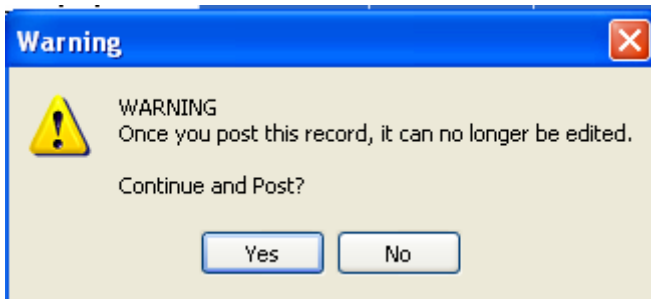 Warning
WARNING
Once you post this record, it can no longer be edited.
Continue and Post?
Yes
No